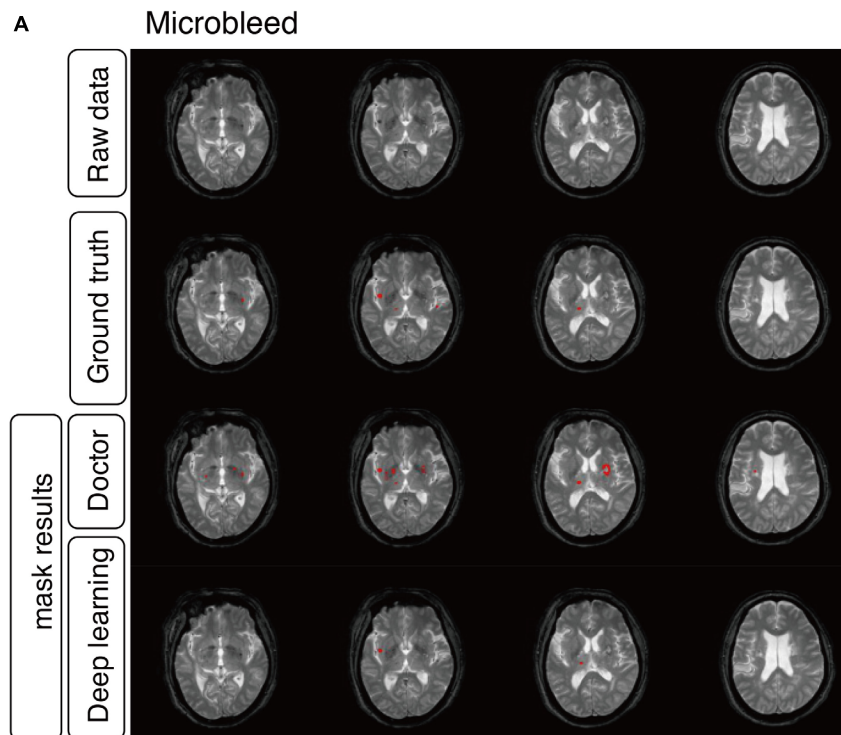 A
Microbleed
Raw data
Ground truth
mask results
Doctor
Deep learning